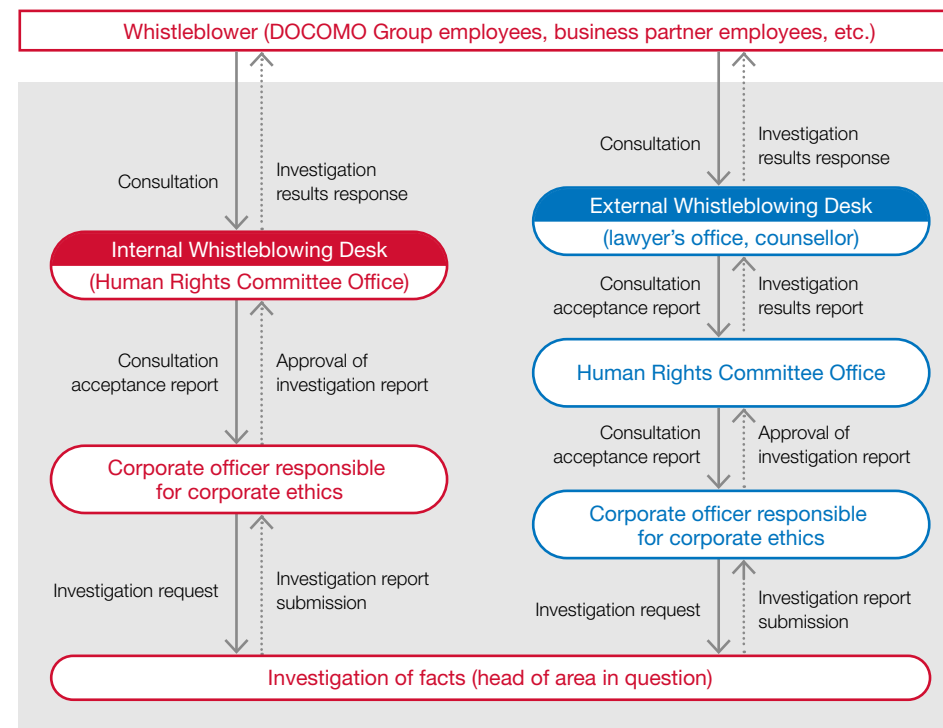 Whistleblower (DOCOMO Group employees, business partner employees, etc.)
Consultation
Investigation
results response
Internal Whistleblowing Desk
(Human Rights Committee Office)
Consultation
acceptance report
Approval of
investigation report
Corporate officer responsible
for corporate ethics
Investigation request
Investigation report
submission
Consultation
Investigation
results response
External Whistleblowing Desk
(lawyer's office, counsellor)
Consultation
acceptance report
Investigation
results report
Human Rights Committee Office
Consultation
acceptance report
Approval of
investigation report
Corporate officer responsible
for corporate ethics
Investigation request
Investigation report
submission
Investigation of facts (head of area in question)